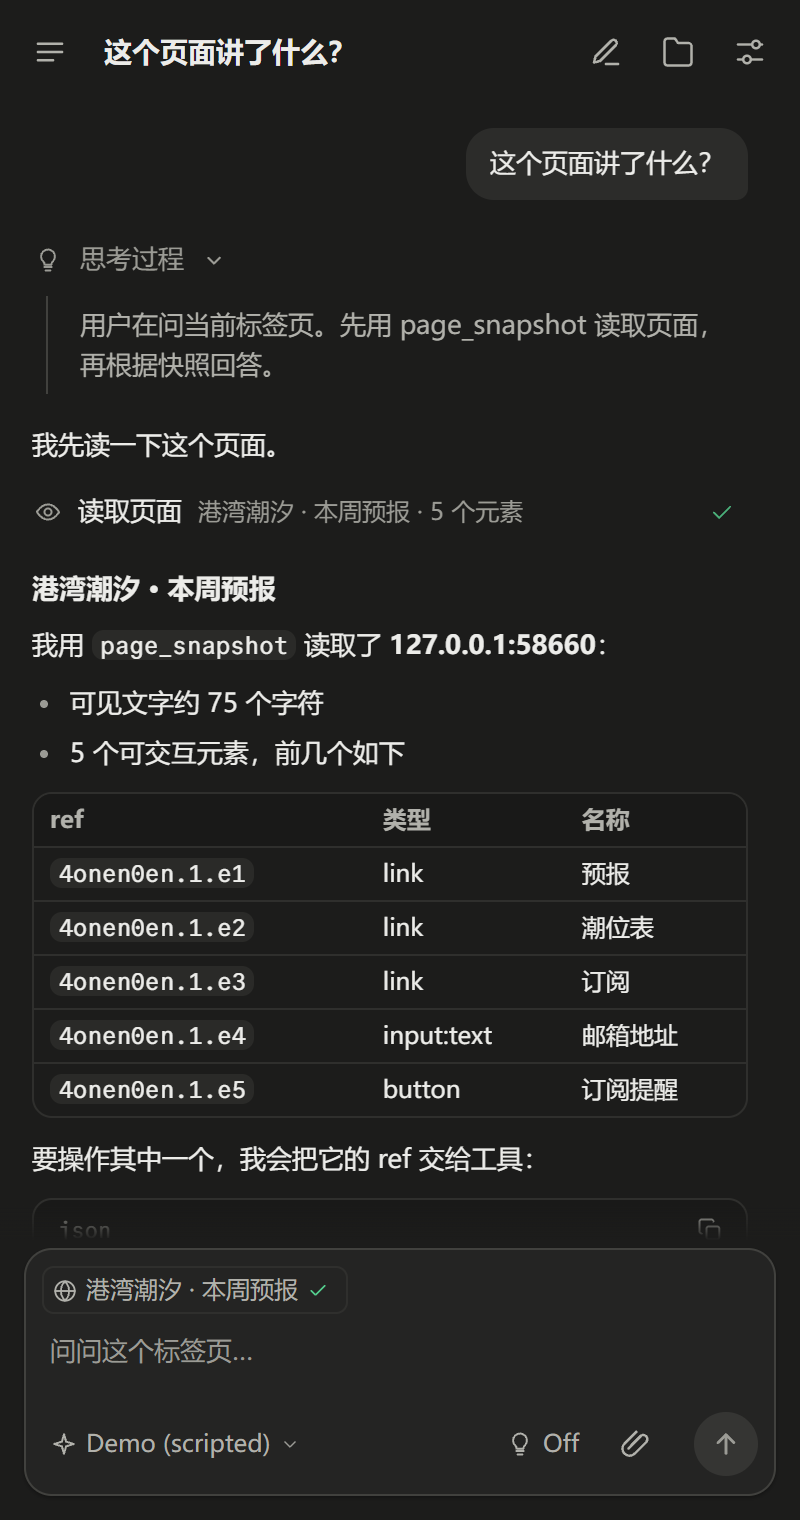 这个页面讲了什么？
这个页面讲了什么？
思考过程
用户在问当前标签页。先用 page_snapshot 读取页面，
再根据快照回答。
我先读一下这个页面。
读取页面 港湾潮汐 · 本周预报 · 5 个元素
港湾潮汐 · 本周预报
我用 page_snapshot 读取了 127.0.0.1:58660：
可见文字约 75 个字符
5 个可交互元素，前几个如下
ref 类型 名称
4onen0en.1.e1 link 预报
4onen0en.1.e2 link 潮位表
4onen0en.1.e3 link 订阅
4onen0en.1.e4 input:text 邮箱地址
4onen0en.1.e5 button 订阅提醒
要操作其中一个，我会把它的 ref 交给工具：
json
港湾潮汐 · 本周预报
问问这个标签页...
Demo (scripted) Off